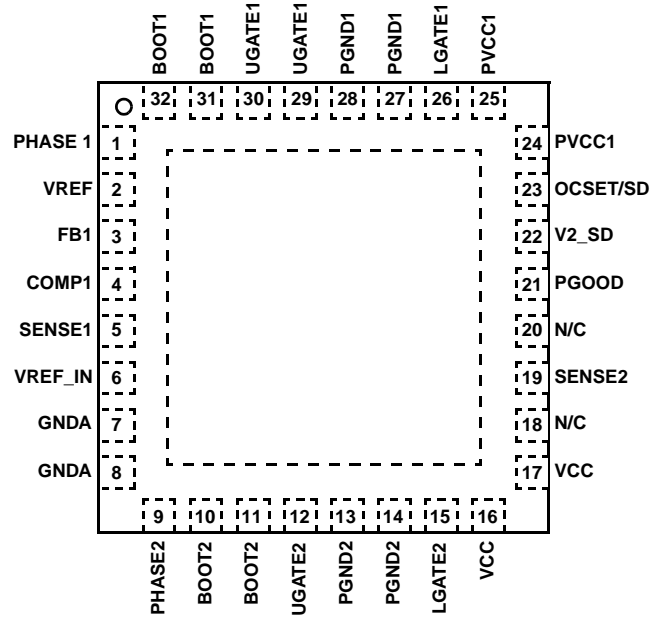 BOOT1 BOOT1 UGATE1 UGATE1 PGND1 PGND1 LGATE1 PVCC1
32 31 30 29 28 27 26 25
PHASE 1 1 24 PVCC1
VREF 2 23 OCSET/SD
FB1 3 22 V2_SD
COMP1 4 21 PGOOD
SENSE1 5 20 N/C
VREF_IN 6 19 SENSE2
GNDA 7 18 N/C
GNDA 8 17 VCC
9 10 11 12 13 14 15 16
PHASE2 BOOT2 BOOT2 UGATE2 PGND2 PGND2 LGATE2 VCC